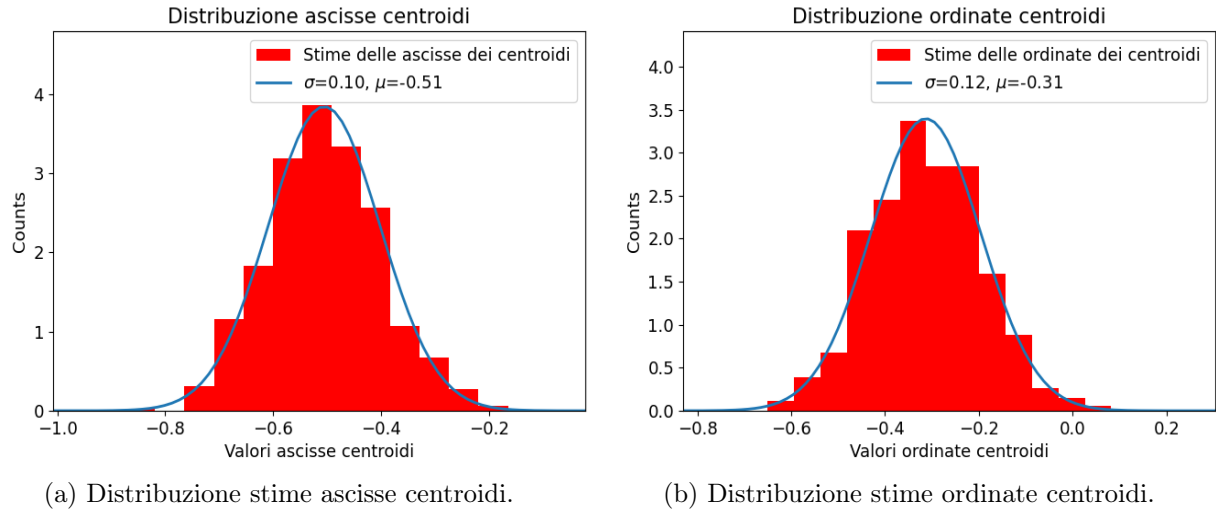 Distribuzione ascisse centroidi
Stime delle ascisse dei centroidi
σ=0.10, μ=-0.51
Counts
4
3
2
1
0
−1.0 −0.8 −0.6 −0.4 −0.2
Valori ascisse centroidi
(a) Distribuzione stime ascisse centroidi.
Distribuzione ordinate centroidi
Stime delle ordinate dei centroidi
σ=0.12, μ=-0.31
Counts
4.0
3.5
3.0
2.5
2.0
1.5
1.0
0.5
0.0
−0.8 −0.6 −0.4 −0.2 0.0 0.2
Valori ordinate centroidi
(b) Distribuzione stime ordinate centroidi.